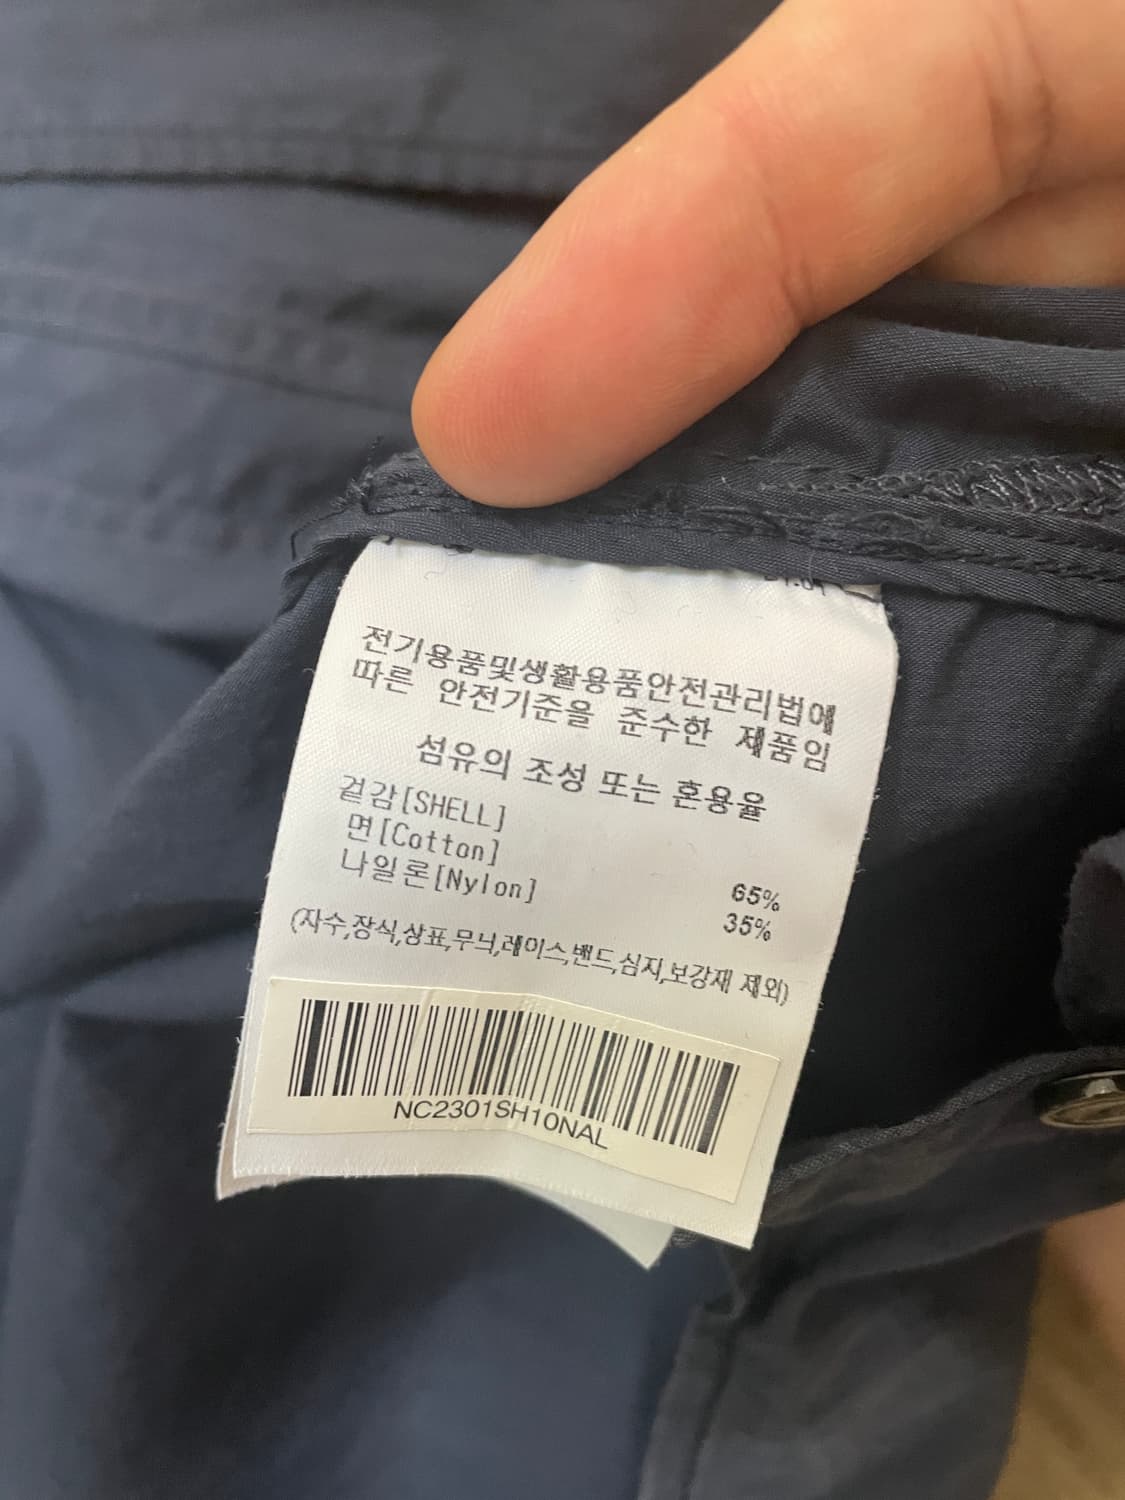 전기용품및생활용품안전관리법에
따른 안전기준을 준수한 제품임
섬유의 조성 또는 혼용율
겉감[SHELL]
면[Cotton] 65%
나일론[Nylon] 35%
(자수,장식,상표,무늬,레이스,밴드,심지,보강재 제외)
NC2301SH10NAL